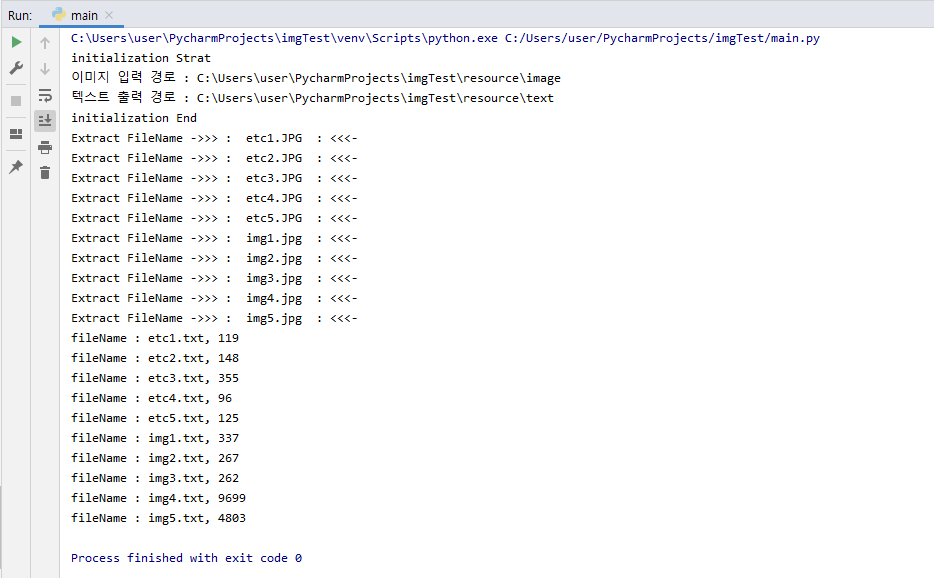 Run: main
C:\Users\user\PycharmProjects\imgTest\venv\Scripts\python.exe C:/Users/user/PycharmProjects/imgTest/main.py
initialization Strat
이미지 입력 경로 : C:\Users\user\PycharmProjects\imgTest\resource\image
텍스트 출력 경로 : C:\Users\user\PycharmProjects\imgTest\resource\text
initialization End
Extract FileName ->>> :  etc1.JPG  : <<<-
Extract FileName ->>> :  etc2.JPG  : <<<-
Extract FileName ->>> :  etc3.JPG  : <<<-
Extract FileName ->>> :  etc4.JPG  : <<<-
Extract FileName ->>> :  etc5.JPG  : <<<-
Extract FileName ->>> :  img1.jpg  : <<<-
Extract FileName ->>> :  img2.jpg  : <<<-
Extract FileName ->>> :  img3.jpg  : <<<-
Extract FileName ->>> :  img4.jpg  : <<<-
Extract FileName ->>> :  img5.jpg  : <<<-
fileName : etc1.txt, 119
fileName : etc2.txt, 148
fileName : etc3.txt, 355
fileName : etc4.txt, 96
fileName : etc5.txt, 125
fileName : img1.txt, 337
fileName : img2.txt, 267
fileName : img3.txt, 262
fileName : img4.txt, 9699
fileName : img5.txt, 4803
Process finished with exit code 0